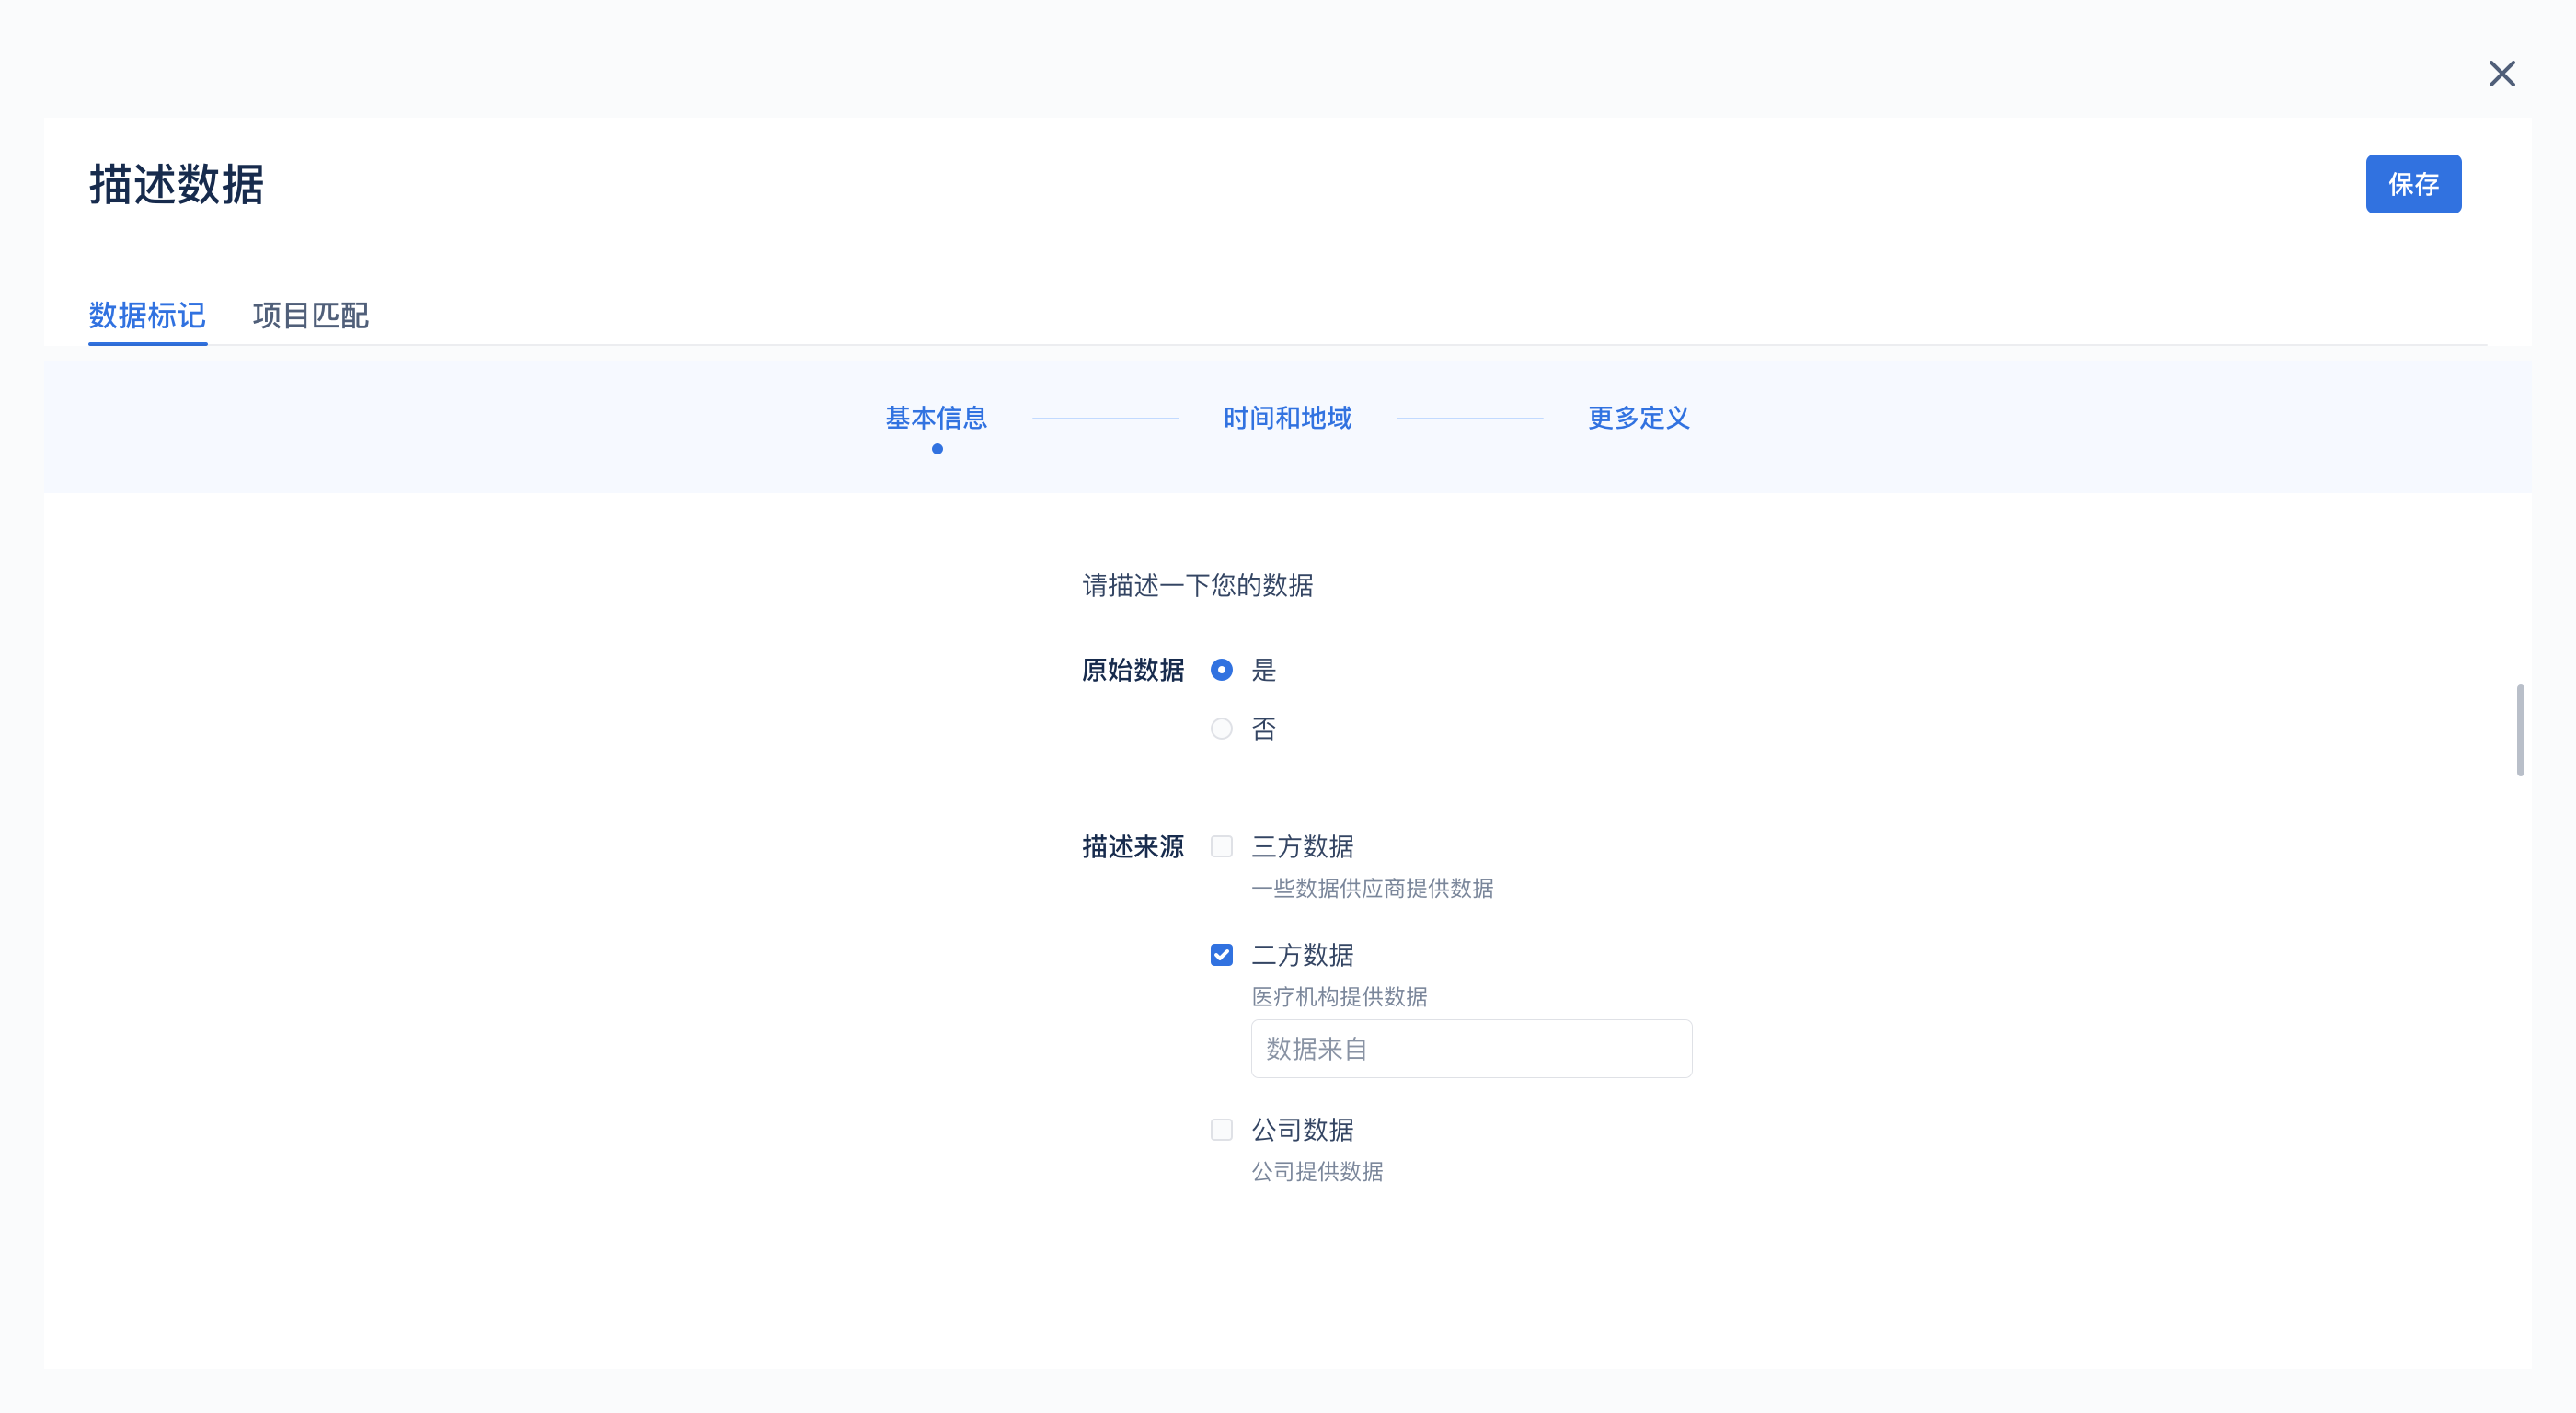 描述数据
保存
数据标记 项目匹配
基本信息 时间和地域 更多定义
请描述一下您的数据
原始数据 是
否
描述来源 三方数据
一些数据供应商提供数据
二方数据
医疗机构提供数据
数据来自
公司数据
公司提供数据